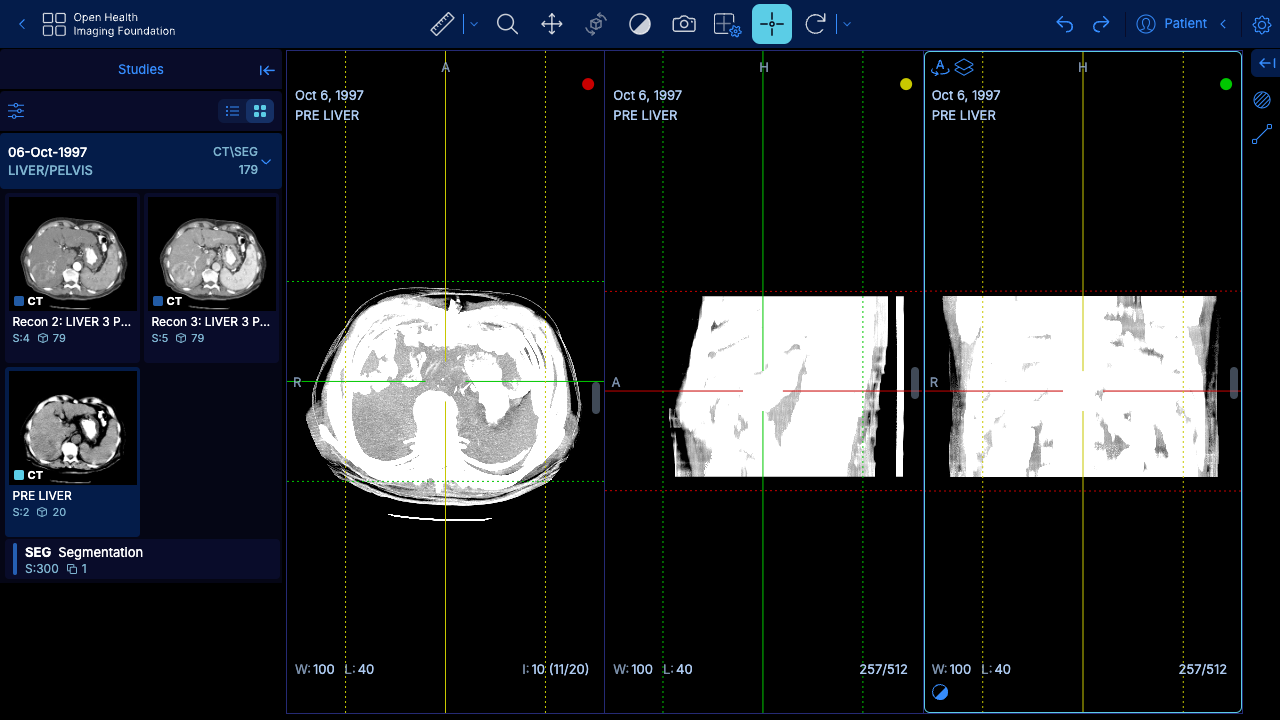 Open Health
Imaging Foundation
Patient
Studies
06-Oct-1997
CT\SEG
LIVER/PELVIS
179
CT
Recon 2: LIVER 3 P...
S:4 79
CT
Recon 3: LIVER 3 P...
S:5 79
CT
PRE LIVER
S:2 20
SEG Segmentation
S:300 1
A
Oct 6, 1997
PRE LIVER
R
W: 100 L: 40
I: 10 (11/20)
H
Oct 6, 1997
PRE LIVER
A
W: 100 L: 40
257/512
A
H
Oct 6, 1997
PRE LIVER
R
W: 100 L: 40
257/512